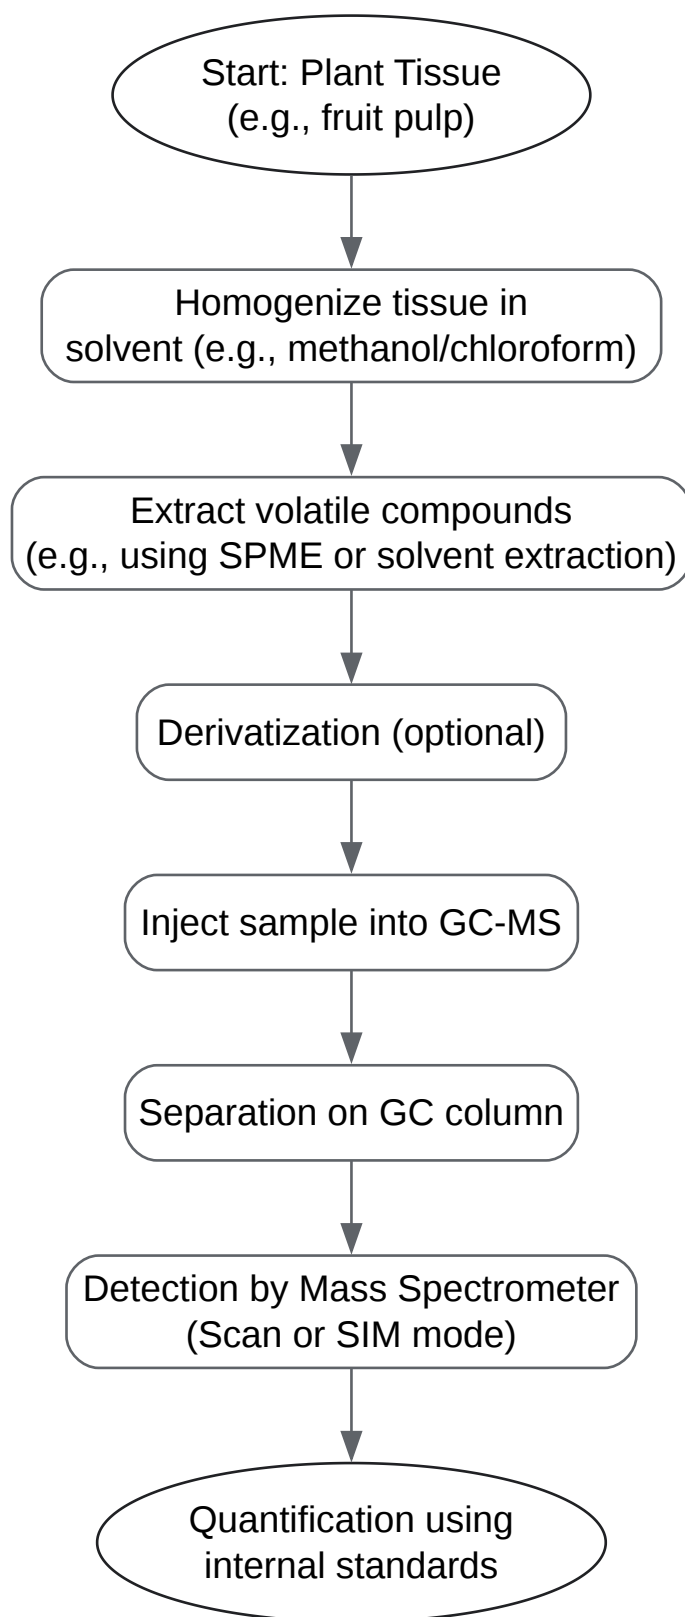 Start: Plant Tissue
(e.g., fruit pulp)
Homogenize tissue in
solvent (e.g., methanol/chloroform)
Extract volatile compounds
(e.g., using SPME or solvent extraction)
Derivatization (optional)
Inject sample into GC-MS
Separation on GC column
Detection by Mass Spectrometer
(Scan or SIM mode)
Quantification using
internal standards